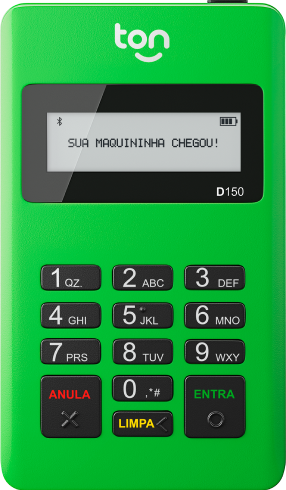 ton
SUA MAQUININHA CHEGOU!
D150
1 QZ. 2 ABC 3 DEF
4 GHI 5 JKL 6 MNO
7 PRS 8 TUV 9 WXY
ANULA 0 .*# ENTRA
LIMPA